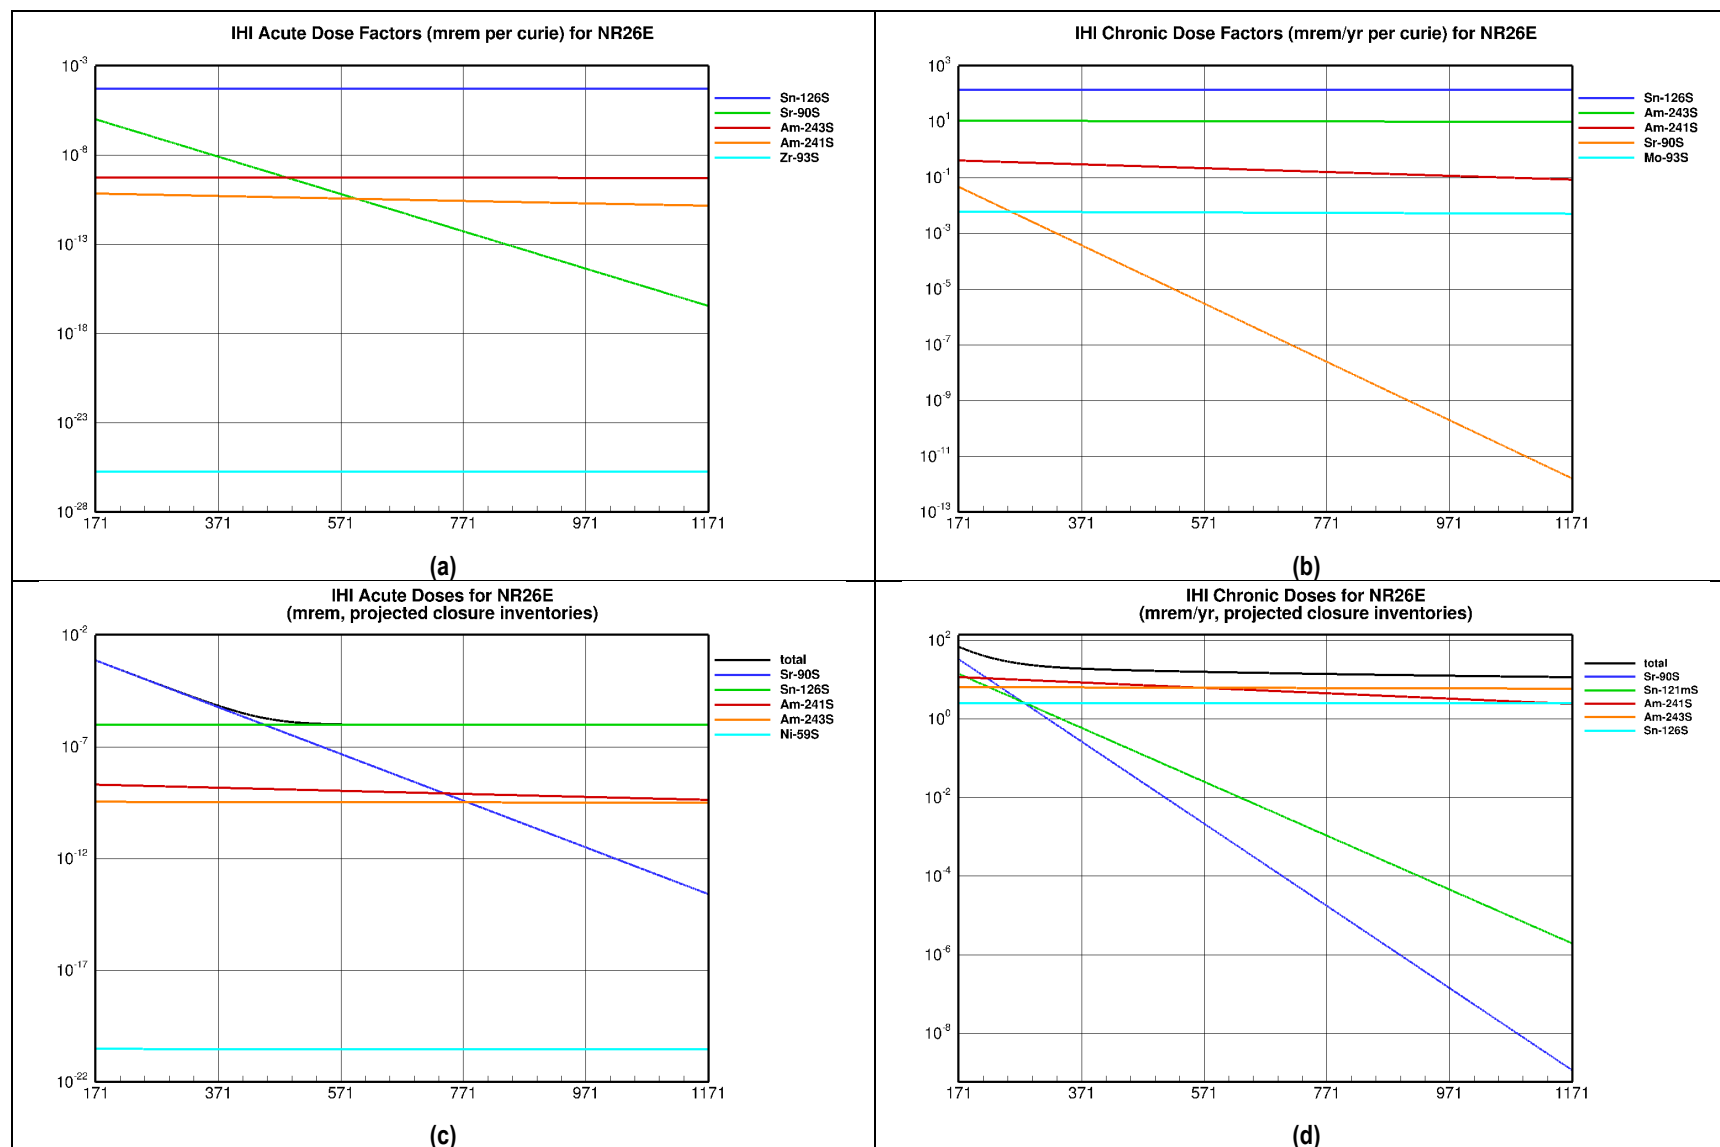 IHI Acute Dose Factors (mrem per curie) for NR26E
10-3
10-8
10-13
10-18
10-23
10-28
171 371 571 771 971 1171
Sn-126S
Sr-90S
Am-243S
Am-241S
Zr-93S
(a)
IHI Chronic Dose Factors (mrem/yr per curie) for NR26E
103
101
10-1
10-3
10-5
10-7
10-9
10-11
10-13
171 371 571 771 971 1171
Sn-126S
Am-243S
Am-241S
Sr-90S
Mo-93S
(b)
IHI Acute Doses for NR26E
(mrem, projected closure inventories)
10-2
10-7
10-12
10-17
10-22
171 371 571 771 971 1171
total
Sr-90S
Sn-126S
Am-241S
Am-243S
Ni-59S
(c)
IHI Chronic Doses for NR26E
(mrem/yr, projected closure inventories)
102
100
10-2
10-4
10-6
10-8
171 371 571 771 971 1171
total
Sr-90S
Sn-121mS
Am-241S
Am-243S
Sn-126S
(d)